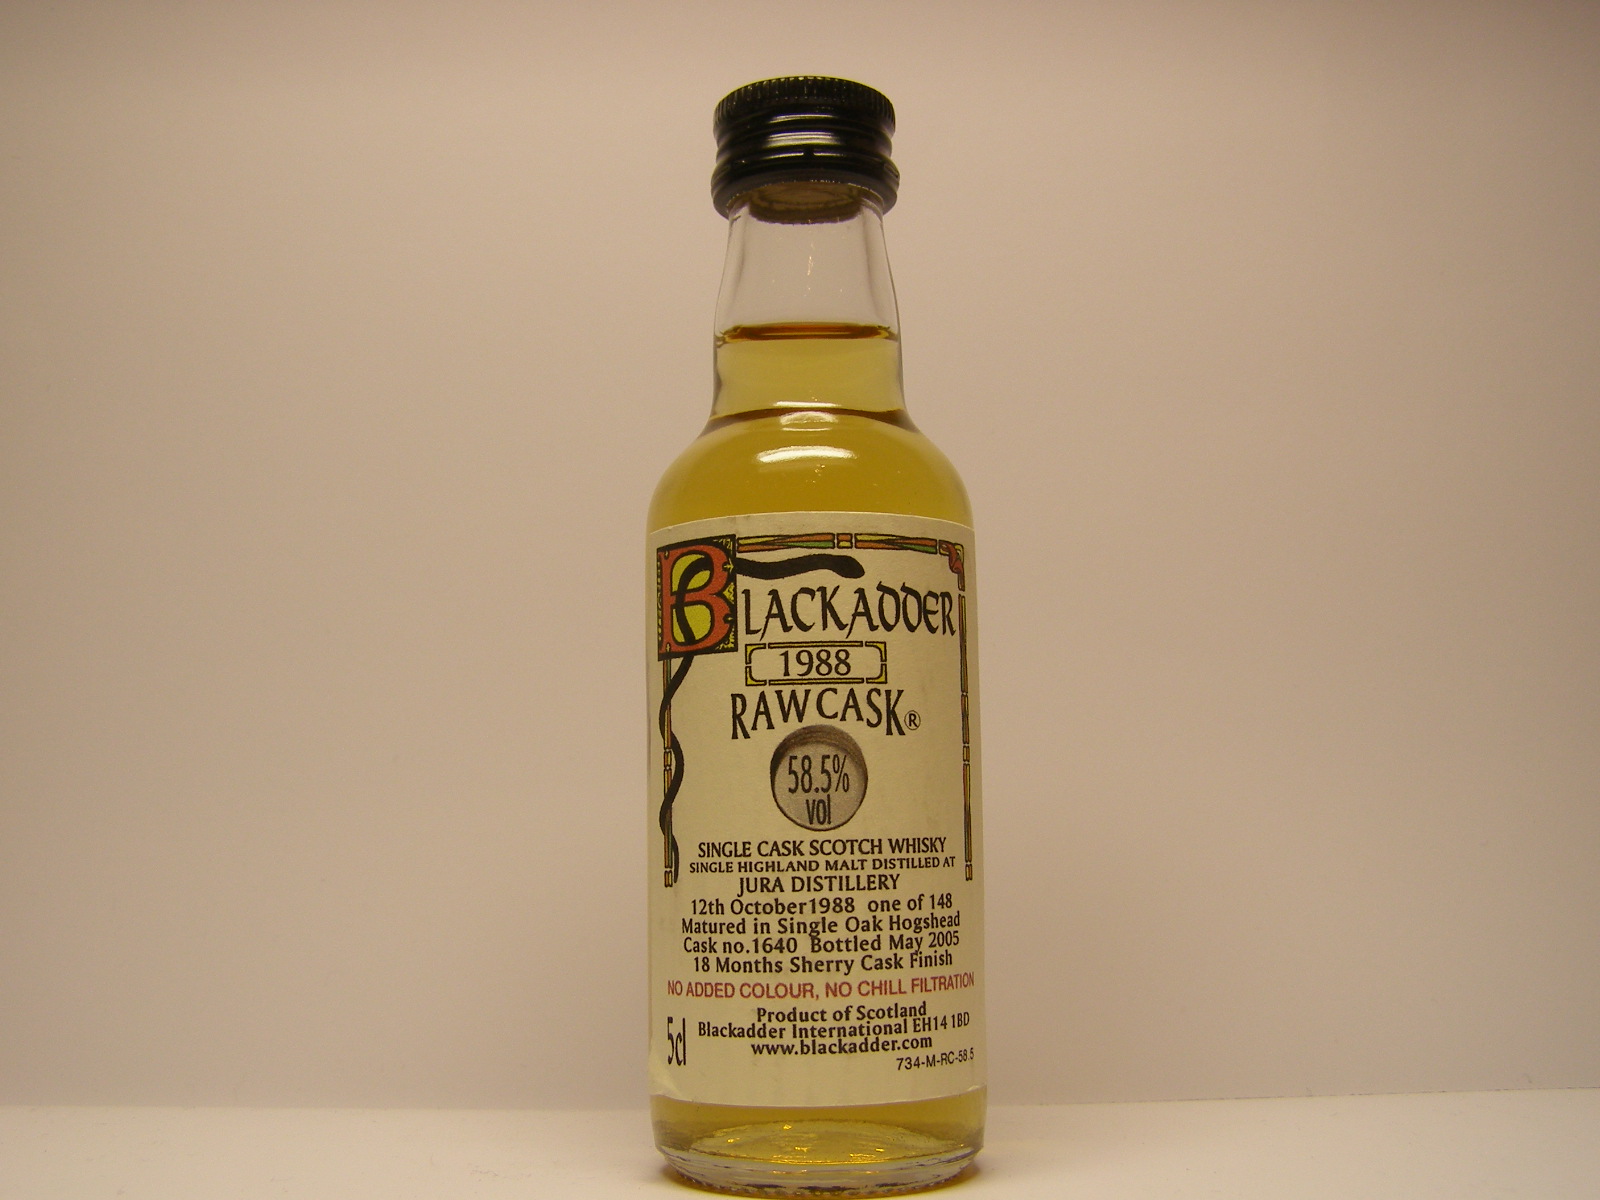 BLACKADDER
1988
RAW CASK®
58.5%
vol
SINGLE CASK SCOTCH WHISKY
SINGLE HIGHLAND MALT DISTILLED AT
JURA DISTILLERY
12th October1988 one of 148
Matured in Single Oak Hogshead
Cask no.1640 Bottled May 2005
18 Months Sherry Cask Finish
NO ADDED COLOUR, NO CHILL FILTRATION
Product of Scotland
Blackadder International EH14 1BD
www.blackadder.com
5cl
734-M-RC-58.5